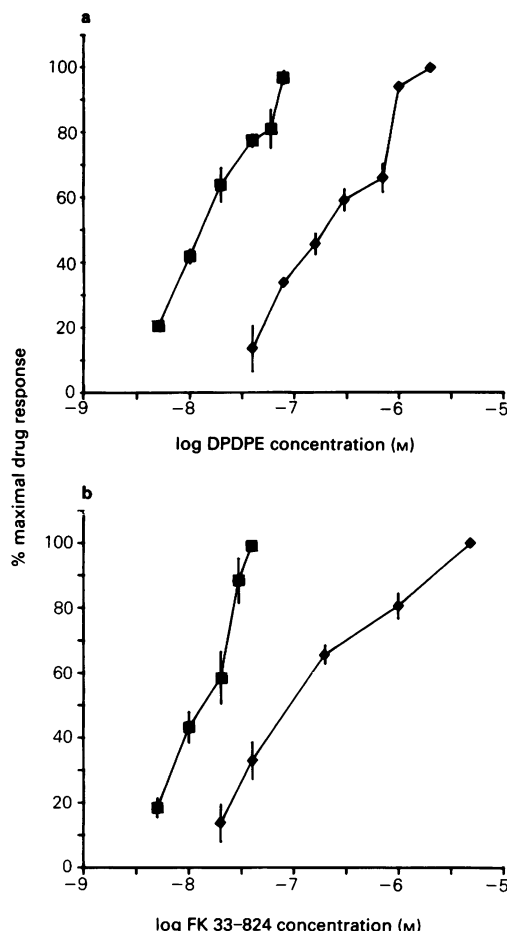 a
100
80
60
40
20
0
−9 −8 −7 −6 −5
log DPDPE concentration (M)
% maximal drug response
b
100
80
60
40
20
0
−9 −8 −7 −6 −5
log FK 33–824 concentration (M)